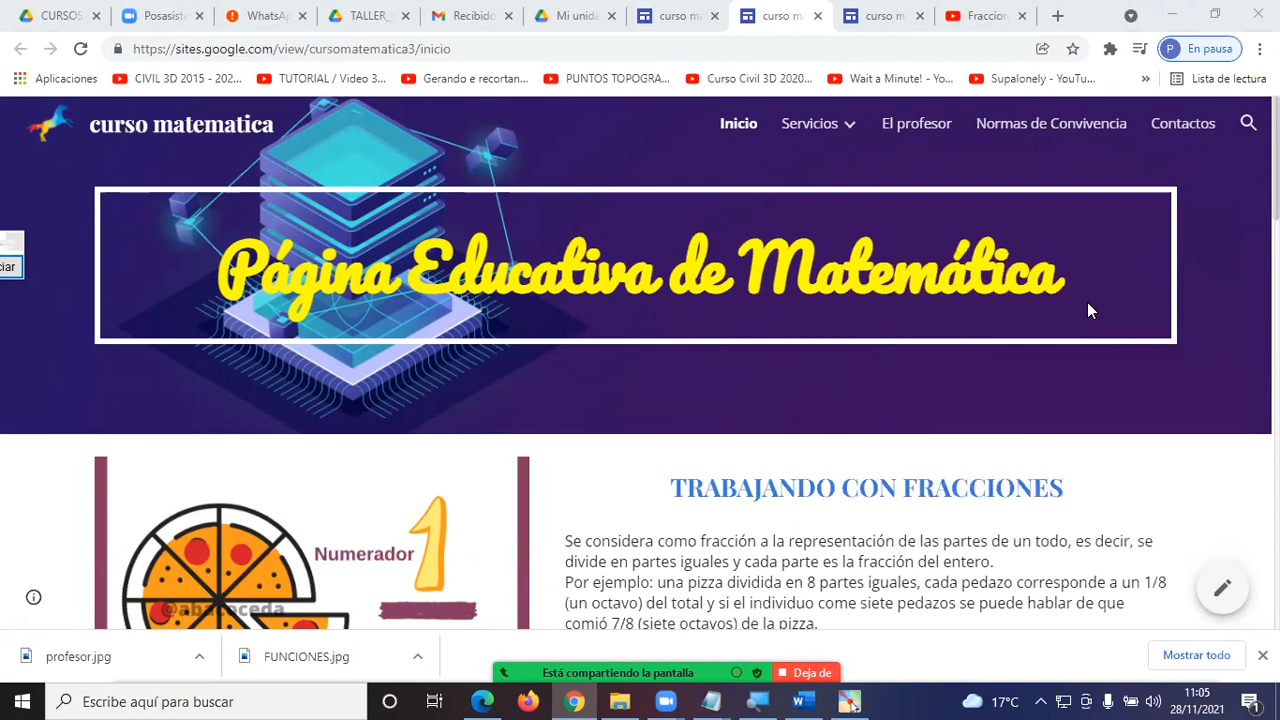 CURSOS
Posasiste
WhatsAp
TALLER_
Recibido
Mi unida
curso ma
curso ma
curso m
Fraccion
https://sites.google.com/view/cursomatematica3/inicio
P En pausa
Aplicaciones
CIVIL 3D 2015 - 202...
TUTORIAL / Video 3...
Gerando e recortan...
PUNTOS TOPOGRA...
Curso Civil 3D 2020...
Wait a Minute! - Yo...
Supalonely - YouTu...
»
Lista de lectura
curso matematica
Inicio
Servicios
El profesor
Normas de Convivencia
Contactos
Página Educativa de Matemática
ciar
Numerador 1
TRABAJANDO CON FRACCIONES
Se considera como fracción a la representación de las partes de un todo, es decir, se
divide en partes iguales y cada parte es la fracción del entero.
Por ejemplo: una pizza dividida en 8 partes iguales, cada pedazo corresponde a un 1/8
(un octavo) del total y si el individuo come siete pedazos se puede hablar de que
comió 7/8 (siete octavos) de la pizza.
profesor.jpg
FUNCIONES.jpg
Mostrar todo
Está compartiendo la pantalla
Deja de
Escribe aquí para buscar
17°C
11:05
28/11/2021
1